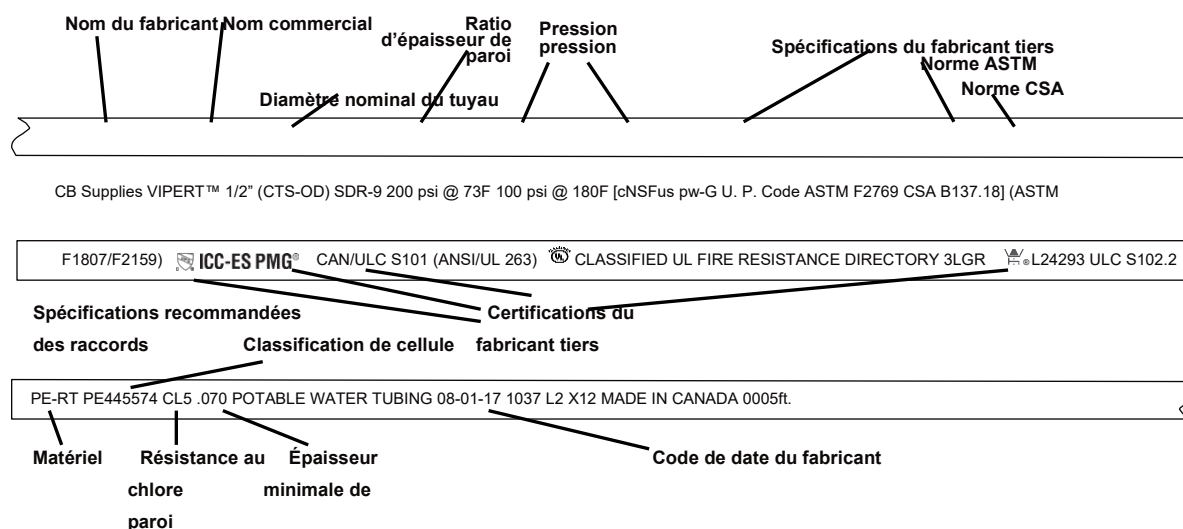 Nom du fabricant Nom commercial
Ratio
d'épaisseur de
paroi
Pression
pression
Spécifications du fabricant tiers
Norme ASTM
Norme CSA
Diamètre nominal du tuyau
CB Supplies VIPERT™ 1/2" (CTS-OD) SDR-9 200 psi @ 73F 100 psi @ 180F [cNSFus pw-G U. P. Code ASTM F2769 CSA B137.18] (ASTM
F1807/F2159) ICC-ES PMG® CAN/ULC S101 (ANSI/UL 263) UL CLASSIFIED UL FIRE RESISTANCE DIRECTORY 3LGR ® L24293 ULC S102.2
Spécifications recommandées
des raccords
Certifications du
fabricant tiers
Classification de cellule
PE-RT PE445574 CL5 .070 POTABLE WATER TUBING 08-01-17 1037 L2 X12 MADE IN CANADA 0005ft.
Matériel
Résistance au
chlore
paroi
Épaisseur
minimale de
Code de date du fabricant